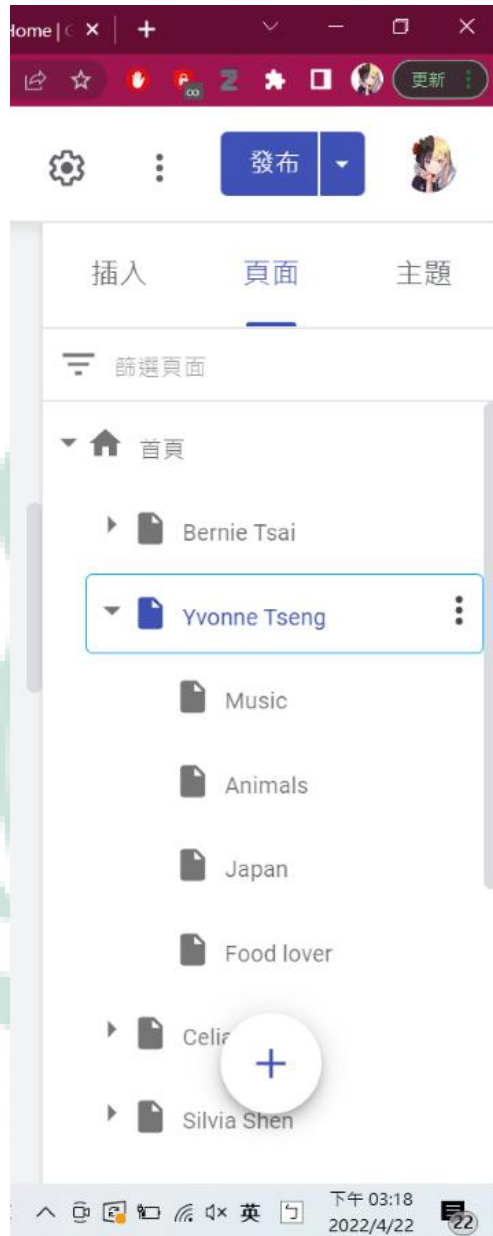 Home | G
更新
發布
插入 頁面 主題
篩選頁面
首頁
Bernie Tsai
Yvonne Tseng
Music
Animals
Japan
Food lover
Celia
Silvia Shen
英 ㄅ 下午 03:18
2022/4/22 22